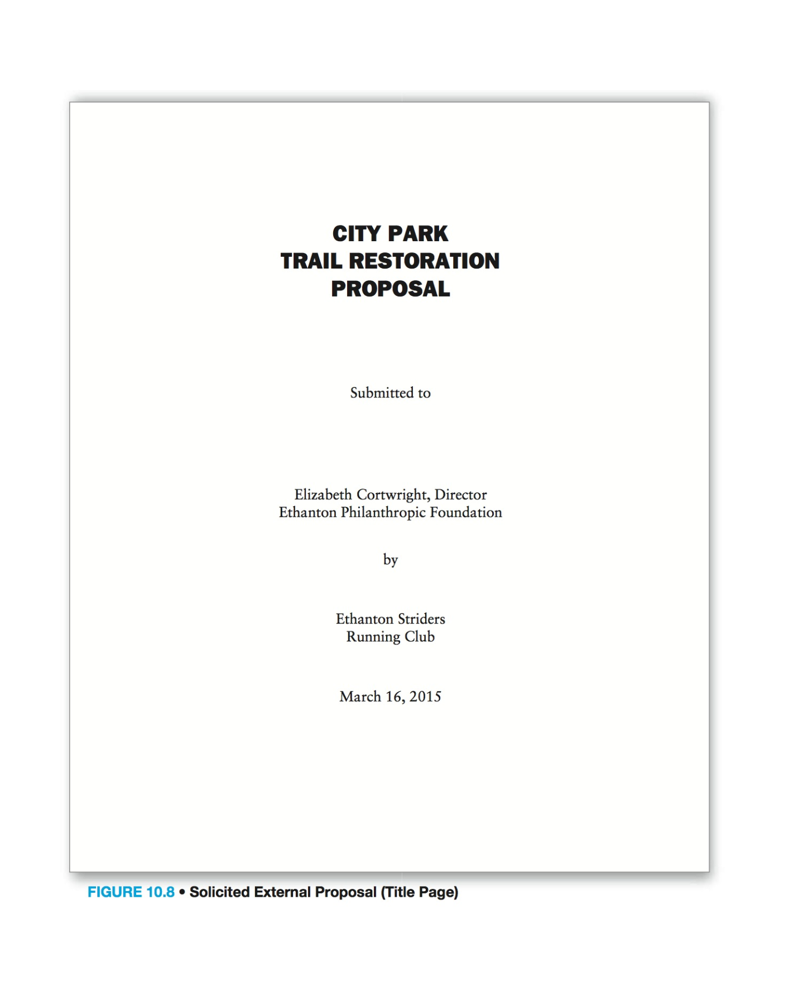 CITY PARK
TRAIL RESTORATION
PROPOSAL
Submitted to
Elizabeth Cortwright, Director
Ethanton Philanthropic Foundation
by
Ethanton Striders
Running Club
March 16, 2015
FIGURE 10.8 • Solicited External Proposal (Title Page)